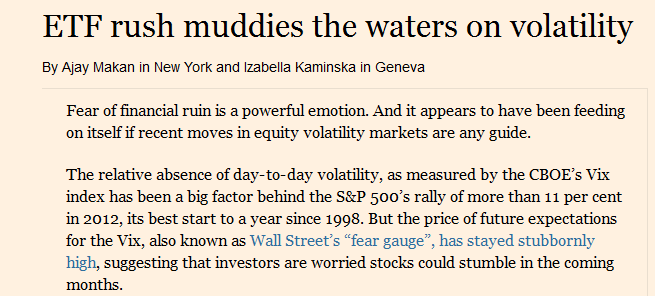 ETF rush muddies the waters on volatility
By Ajay Makan in New York and Izabella Kaminska in Geneva
Fear of financial ruin is a powerful emotion. And it appears to have been feeding
on itself if recent moves in equity volatility markets are any guide.
The relative absence of day-to-day volatility, as measured by the CBOE’s Vix
index has been a big factor behind the S&P 500’s rally of more than 11 per cent
in 2012, its best start to a year since 1998. But the price of future expectations
for the Vix, also known as Wall Street’s “fear gauge”, has stayed stubbornly
high, suggesting that investors are worried stocks could stumble in the coming
months.